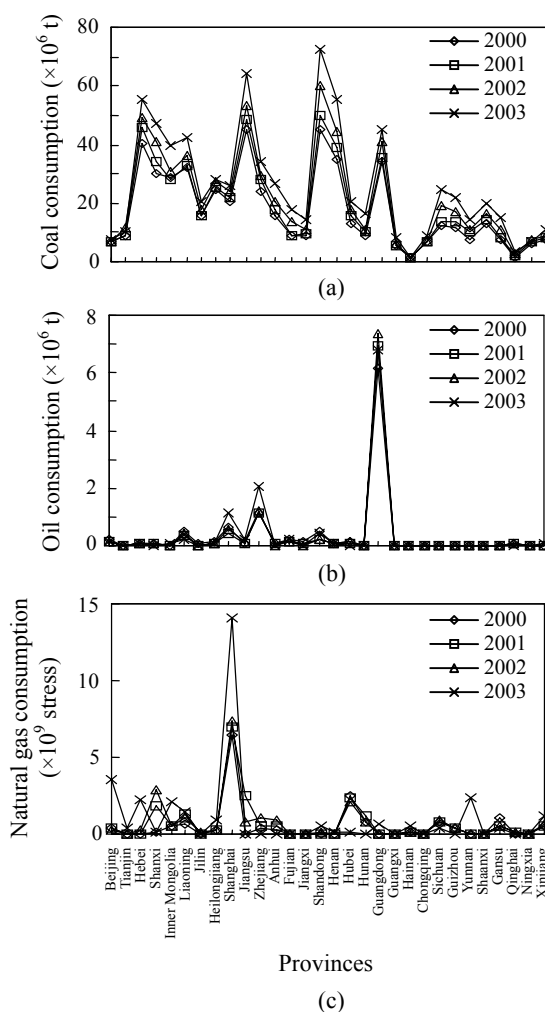 Coal consumption (×10⁶ t)
80
60
40
20
0
2000
2001
2002
2003
(a)
Oil consumption (×10⁶ t)
8
6
4
2
0
2000
2001
2002
2003
(b)
Natural gas consumption
(×10⁹ stress)
15
10
5
0
2000
2001
2002
2003
Beijing
Tianjin
Hebei
Shanxi
Inner Mongolia
Liaoning
Jilin
Heilongjiang
Shanghai
Jiangsu
Zhejiang
Anhui
Fujian
Jiangxi
Shandong
Henan
Hubei
Hunan
Guangdong
Guangxi
Hainan
Chongqing
Sichuan
Guizhou
Yunnan
Shaanxi
Gansu
Qinghai
Ningxia
Xinjiang
Provinces
(c)